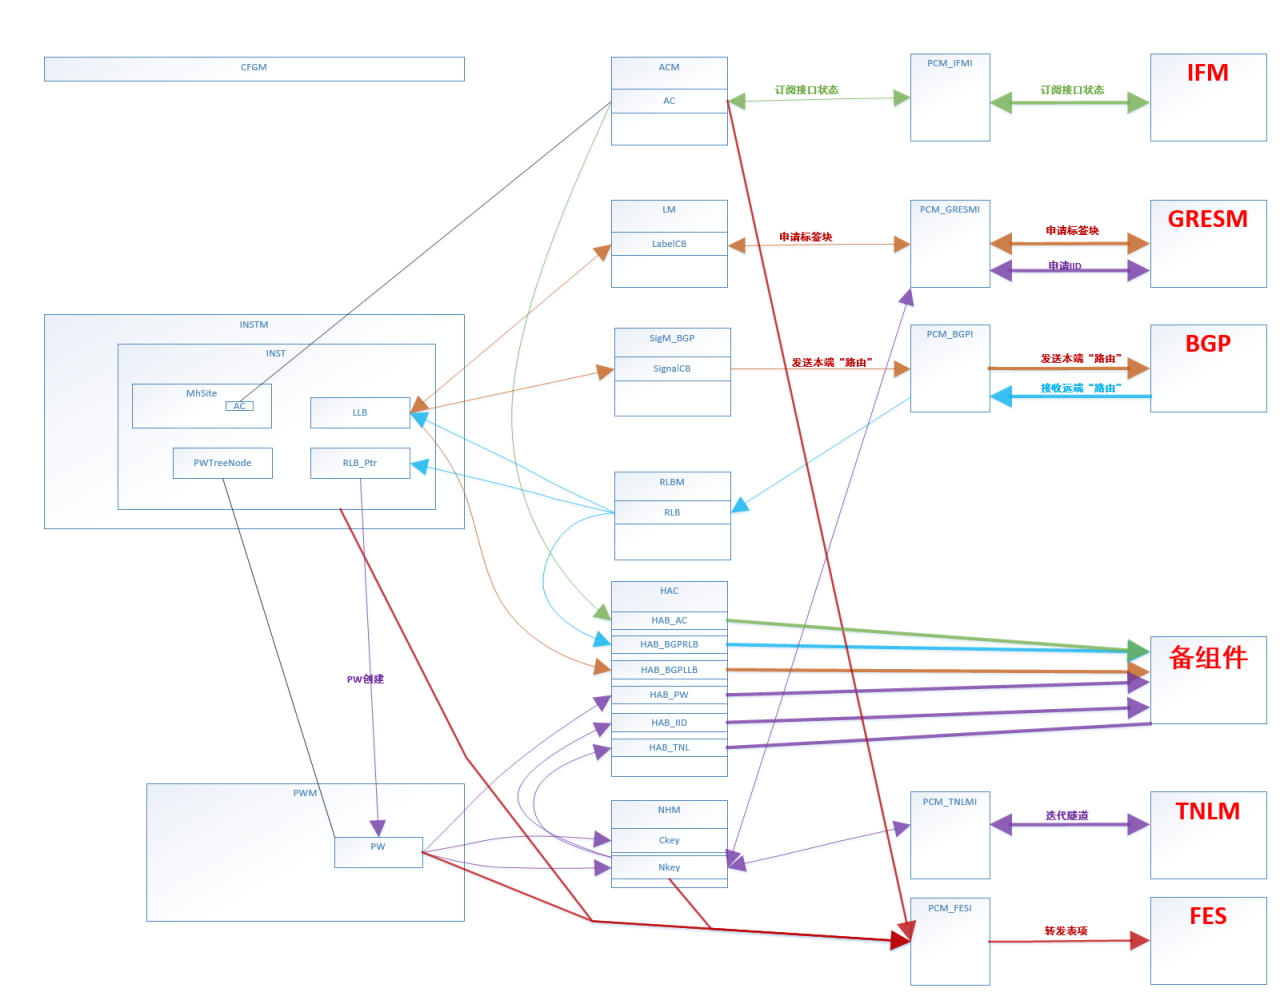 CFGM
ACM
AC
订阅接口状态
PCM_IFMI
订阅接口状态
IFM
LM
LabelCB
申请标签块
PCM_GRESMI
申请标签块
申请IID
GRESM
INSTM
INST
MhSite
AC
LLB
PWTreeNode
RLB_Ptr
SigM_BGP
SignalCB
发送本端“路由”
PCM_BGPI
发送本端“路由”
接收远端“路由”
BGP
RLBM
RLB
HAC
HAB_AC
HAB_BGPRLB
HAB_BGPLLB
HAB_PW
HAB_IID
HAB_TNL
备组件
PW创建
PWM
PW
NHM
Ckey
Nkey
PCM_TNLMI
迭代隧道
TNLM
PCM_FESI
转发表项
FES